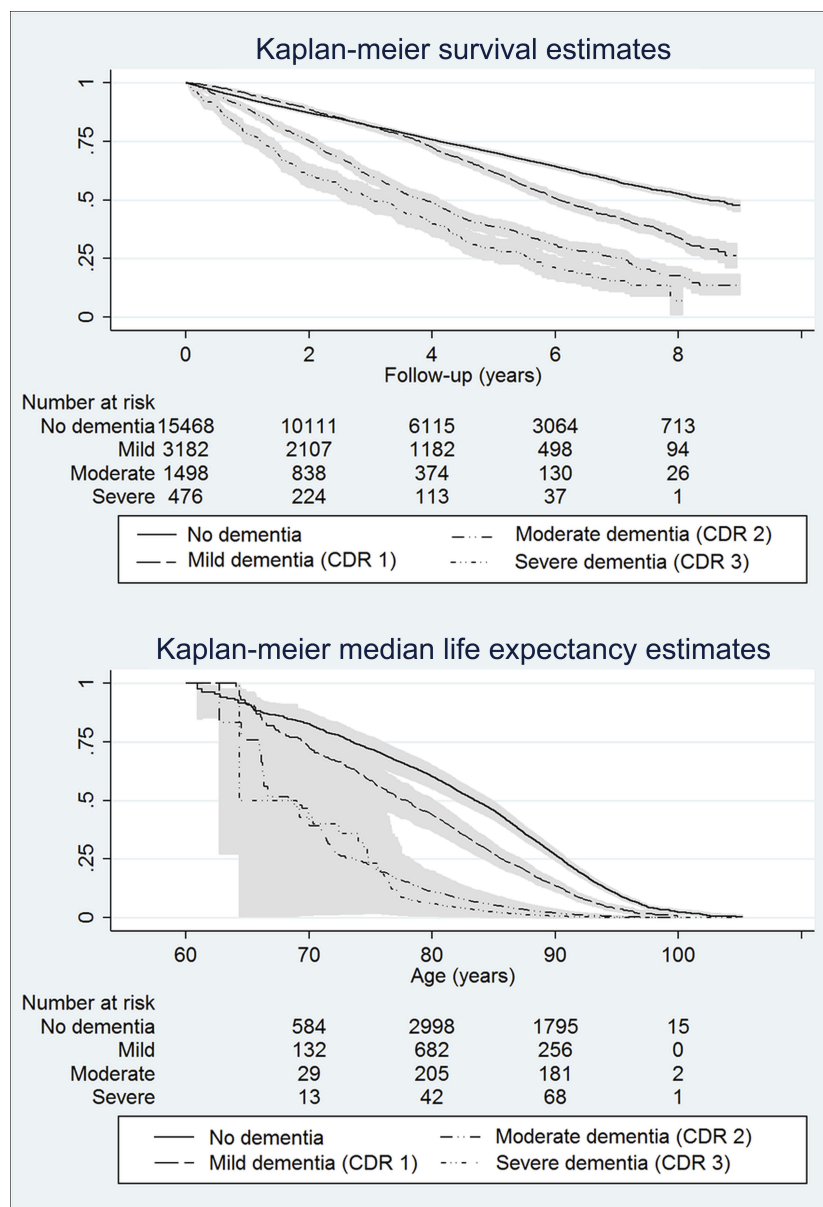 Kaplan-meier survival estimates
1
.75
.5
.25
0
0 2 4 6 8
Follow-up (years)
Number at risk
No dementia 15468 10111 6115 3064 713
Mild 3182 2107 1182 498 94
Moderate 1498 838 374 130 26
Severe 476 224 113 37 1
No dementia Moderate dementia (CDR 2)
Mild dementia (CDR 1) Severe dementia (CDR 3)
Kaplan-meier median life expectancy estimates
1
.75
.5
.25
0
60 70 80 90 100
Age (years)
Number at risk
No dementia 584 2998 1795 15
Mild 132 682 256 0
Moderate 29 205 181 2
Severe 13 42 68 1
No dementia Moderate dementia (CDR 2)
Mild dementia (CDR 1) Severe dementia (CDR 3)